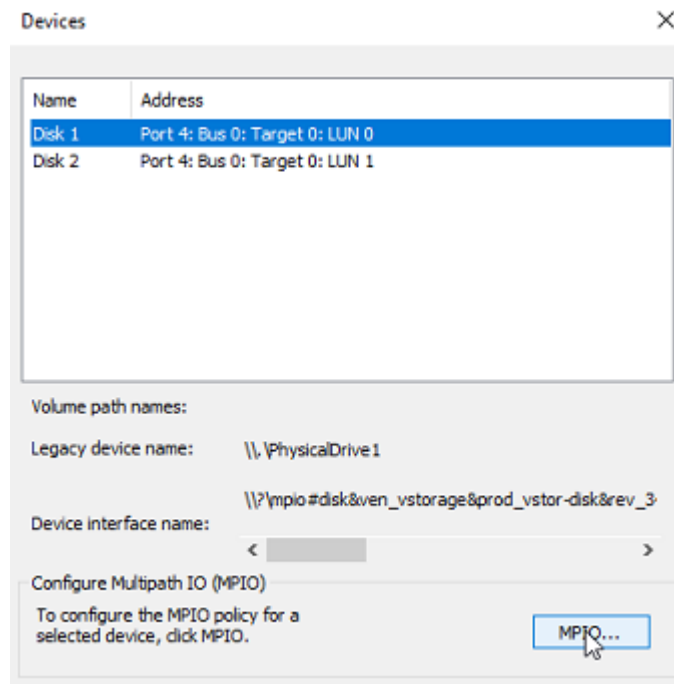 Devices
Name Address
Disk 1 Port 4: Bus 0: Target 0: LUN 0
Disk 2 Port 4: Bus 0: Target 0: LUN 1
Volume path names:
Legacy device name: \\.\PhysicalDrive1
\\?\mpio#disk&ven_vstorage&prod_vstor-disk&rev_3
Device interface name:
Configure Multipath IO (MPIO)
To configure the MPIO policy for a
selected device, click MPIO.
MPIO...